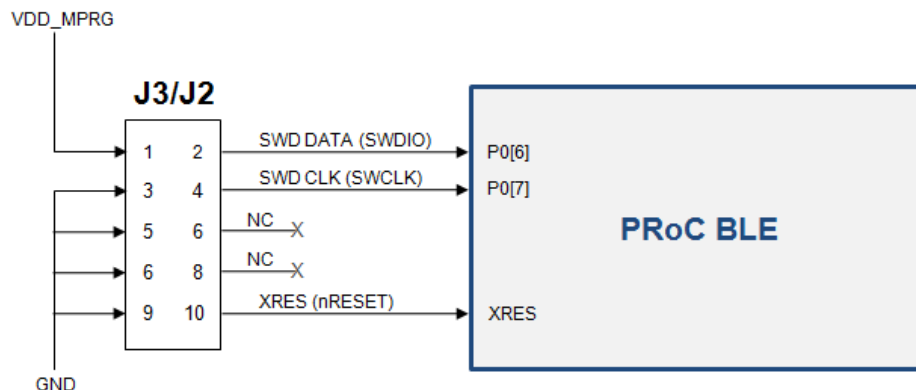 VDD_MPRG
J3/J2
1 2 SWD DATA (SWDIO) P0[6]
3 4 SWD CLK (SWCLK) P0[7]
5 6 NC X
PRoC BLE
6 8 NC X
9 10 XRES (nRESET) XRES
GND